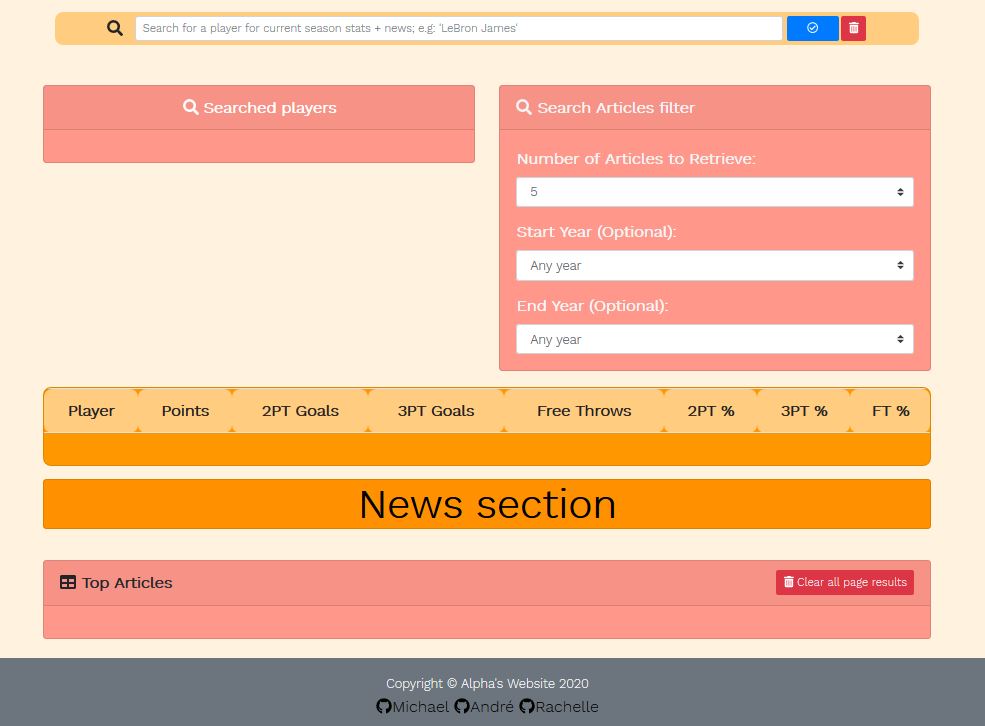 Search for a player for current season stats + news; e.g: 'LeBron James'
Searched players
Search Articles filter
Number of Articles to Retrieve:
5
Start Year (Optional):
Any year
End Year (Optional):
Any year
Player Points 2PT Goals 3PT Goals Free Throws 2PT % 3PT % FT %
News section
Top Articles
Clear all page results
Copyright © Alpha's Website 2020
Michael André Rachelle